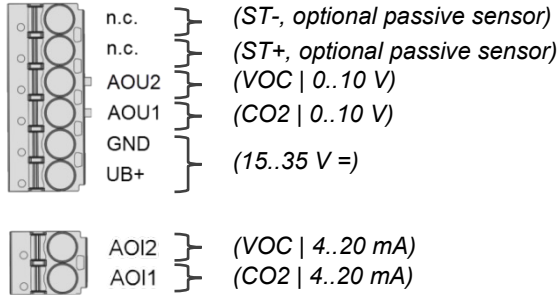 n.c. (ST-, optional passive sensor)
n.c. (ST+, optional passive sensor)
AOU2 (VOC | 0..10 V)
AOU1 (CO2 | 0..10 V)
GND
(15..35 V =)
UB+
AOI2 (VOC | 4..20 mA)
AOI1 (CO2 | 4..20 mA)